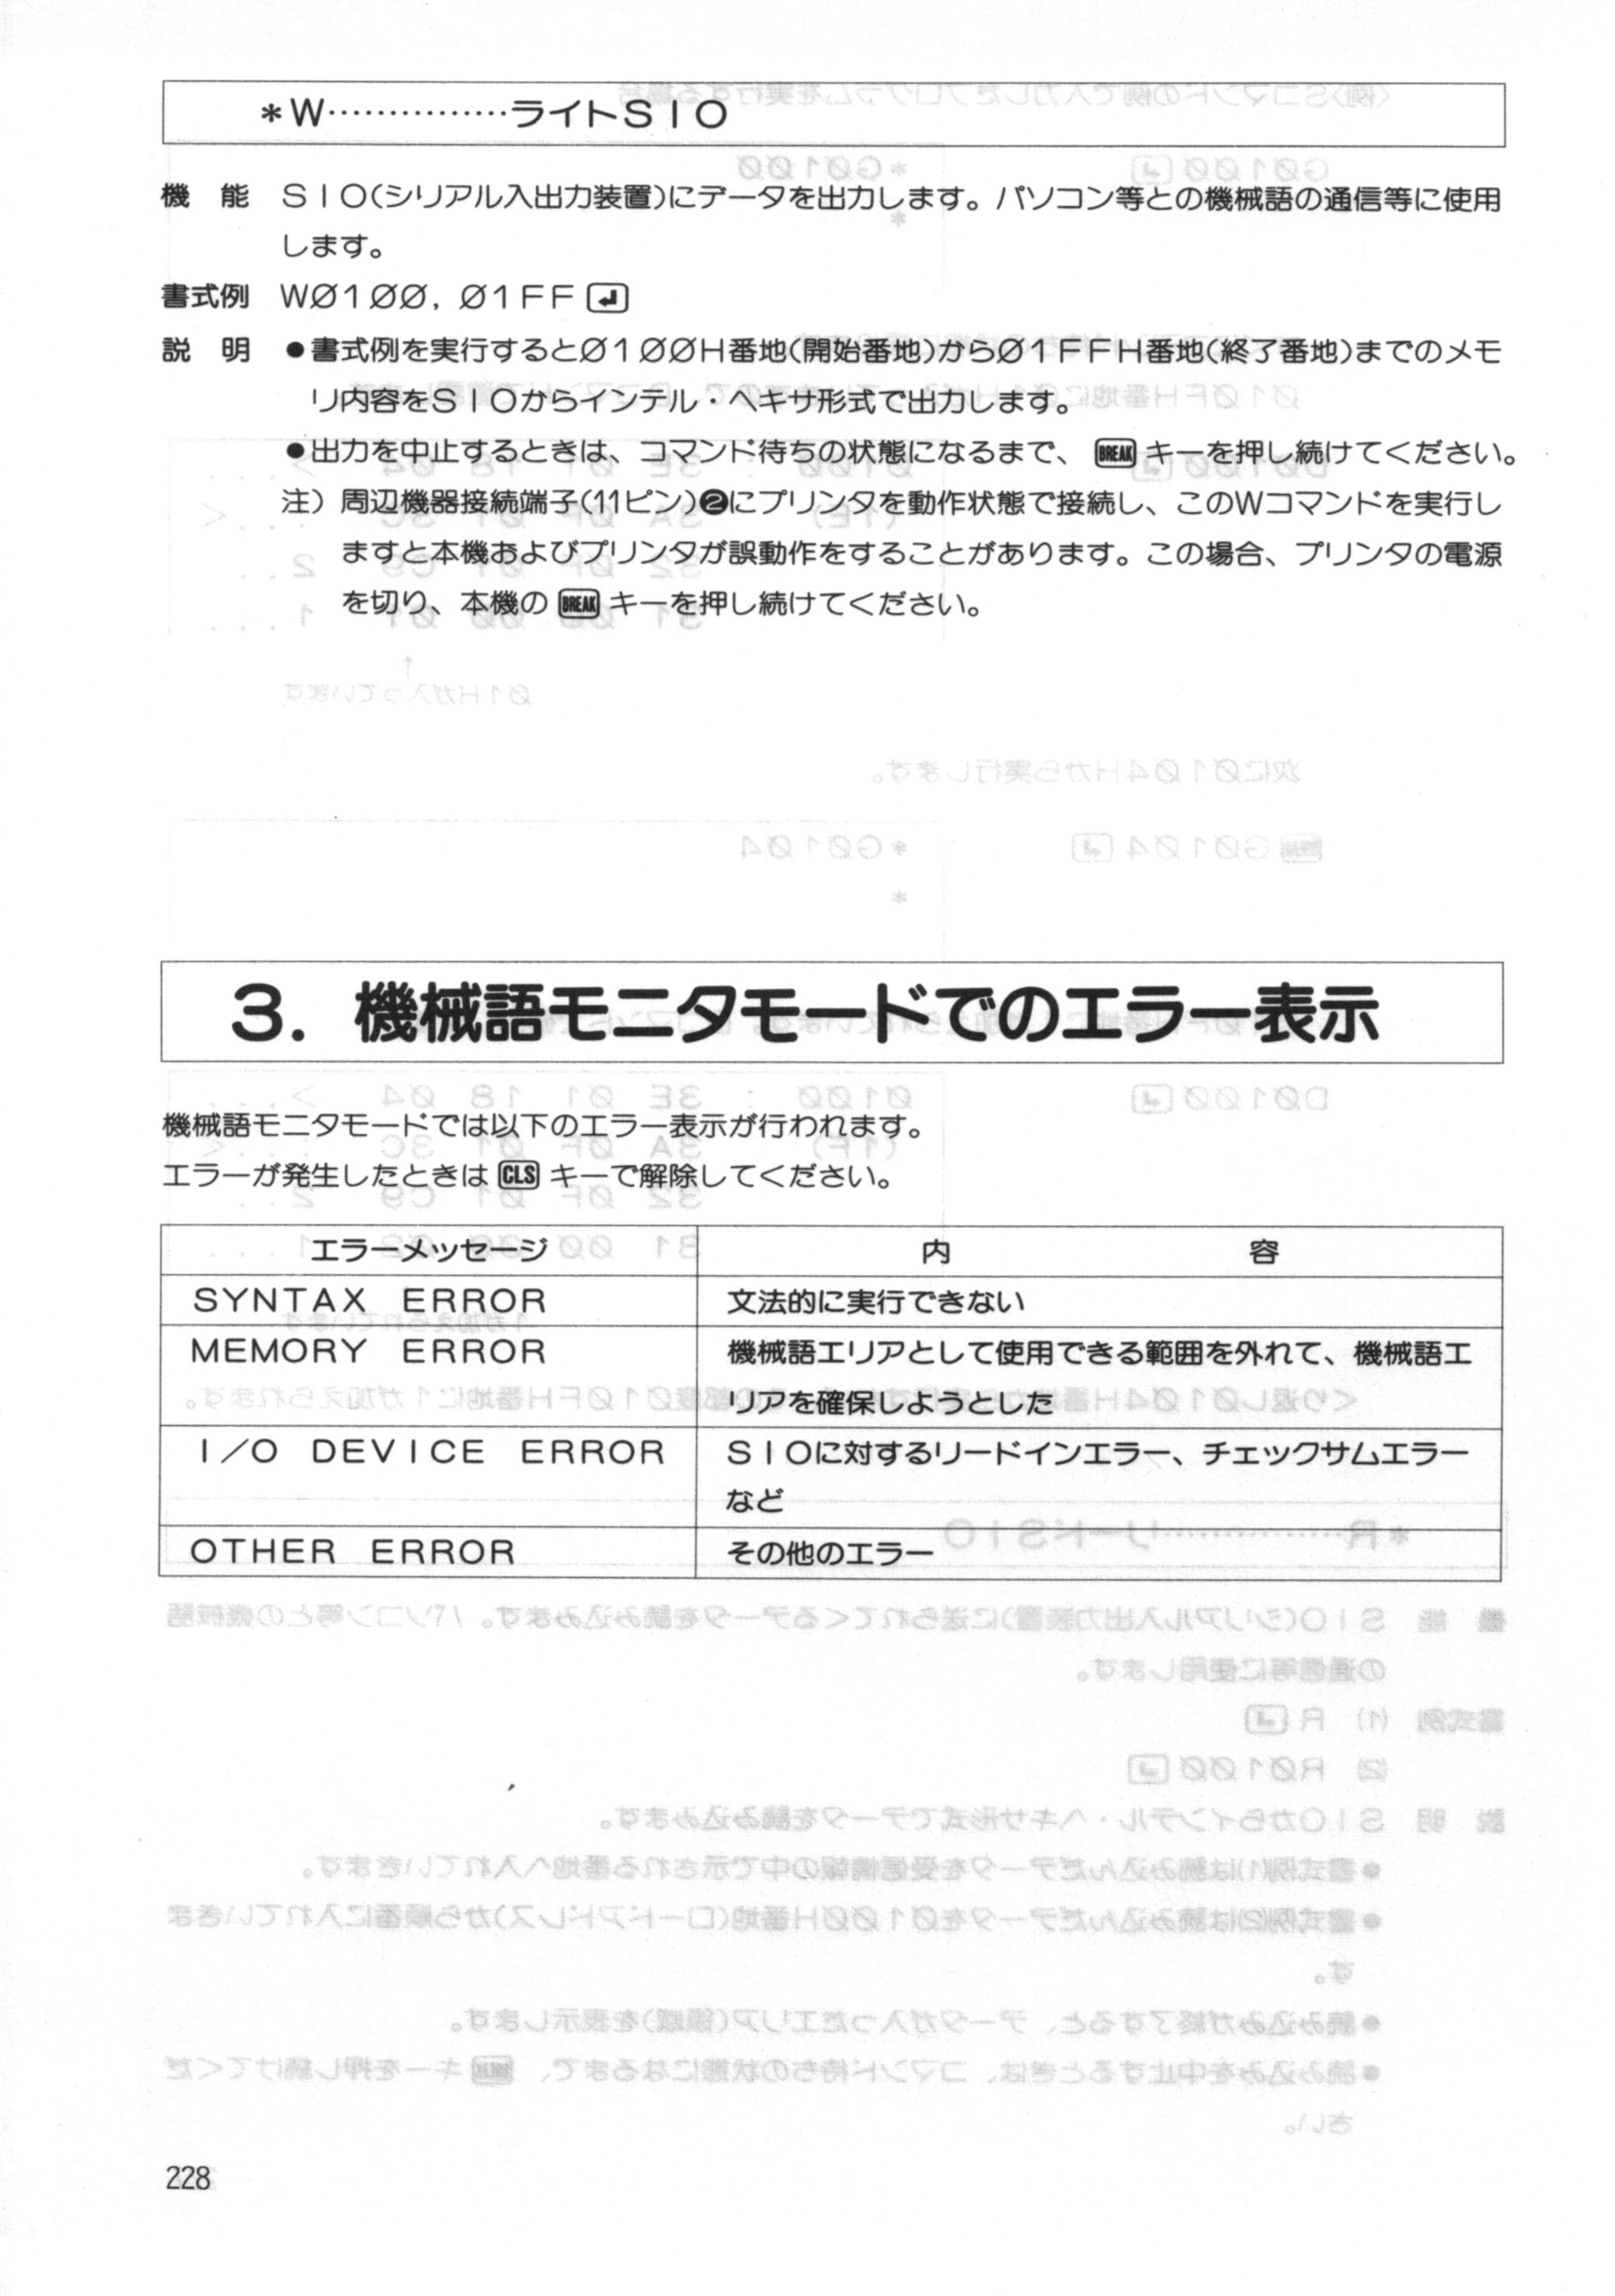 *W……………ライトSIO
機 能 SIO(シリアル入出力装置)にデータを出力します。パソコン等との機械語の通信等に使用
します。
書式例 WØ1ØØ, Ø1FF ↲
説 明 ●書式例を実行するとØ1ØØH番地(開始番地)からØ1FFH番地(終了番地)までのメモ
リ内容をSIOからインテル・ヘキサ形式で出力します。
●出力を中止するときは、コマンド待ちの状態になるまで、BREAKキーを押し続けてください。
注）周辺機器接続端子(11ピン)❷にプリンタを動作状態で接続し、このWコマンドを実行し
ますと本機およびプリンタが誤動作をすることがあります。この場合、プリンタの電源
を切り、本機のBREAKキーを押し続けてください。
3. 機械語モニタモードでのエラー表示
機械語モニタモードでは以下のエラー表示が行われます。
エラーが発生したときはCLSキーで解除してください。
エラーメッセージ 内 容
SYNTAX ERROR 文法的に実行できない
MEMORY ERROR 機械語エリアとして使用できる範囲を外れて、機械語エ
リアを確保しようとした
I/O DEVICE ERROR SIOに対するリードインエラー、チェックサムエラー
など
OTHER ERROR その他のエラー
228